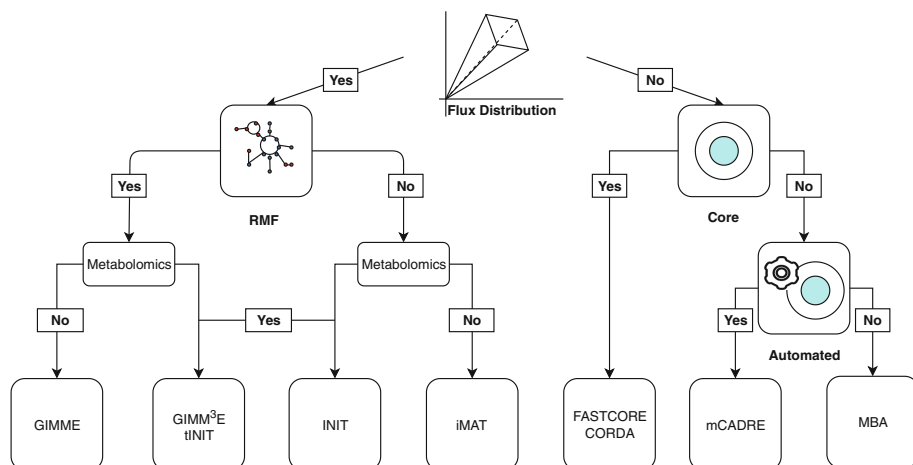 Flux Distribution
Yes
No
RMF
Core
Yes
No
Yes
No
Metabolomics
Metabolomics
Automated
No
Yes
No
Yes
No
GIMME
GIMM³E
tINIT
INIT
iMAT
FASTCORE
CORDA
mCADRE
MBA